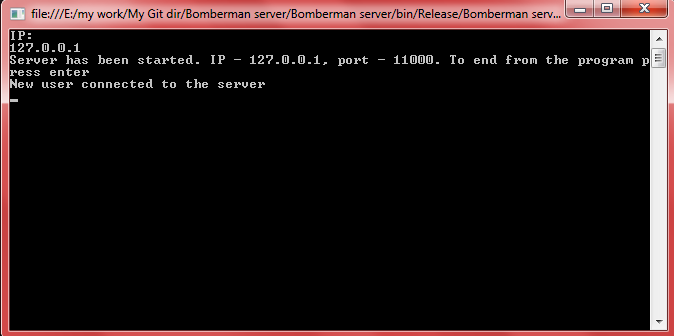 file:///E:/my work/My Git dir/Bomberman server/Bomberman server/bin/Release/Bomberman serv...
IP:
127.0.0.1
Server has been started. IP - 127.0.0.1, port - 11000. To end from the program p
ress enter
New user connected to the server